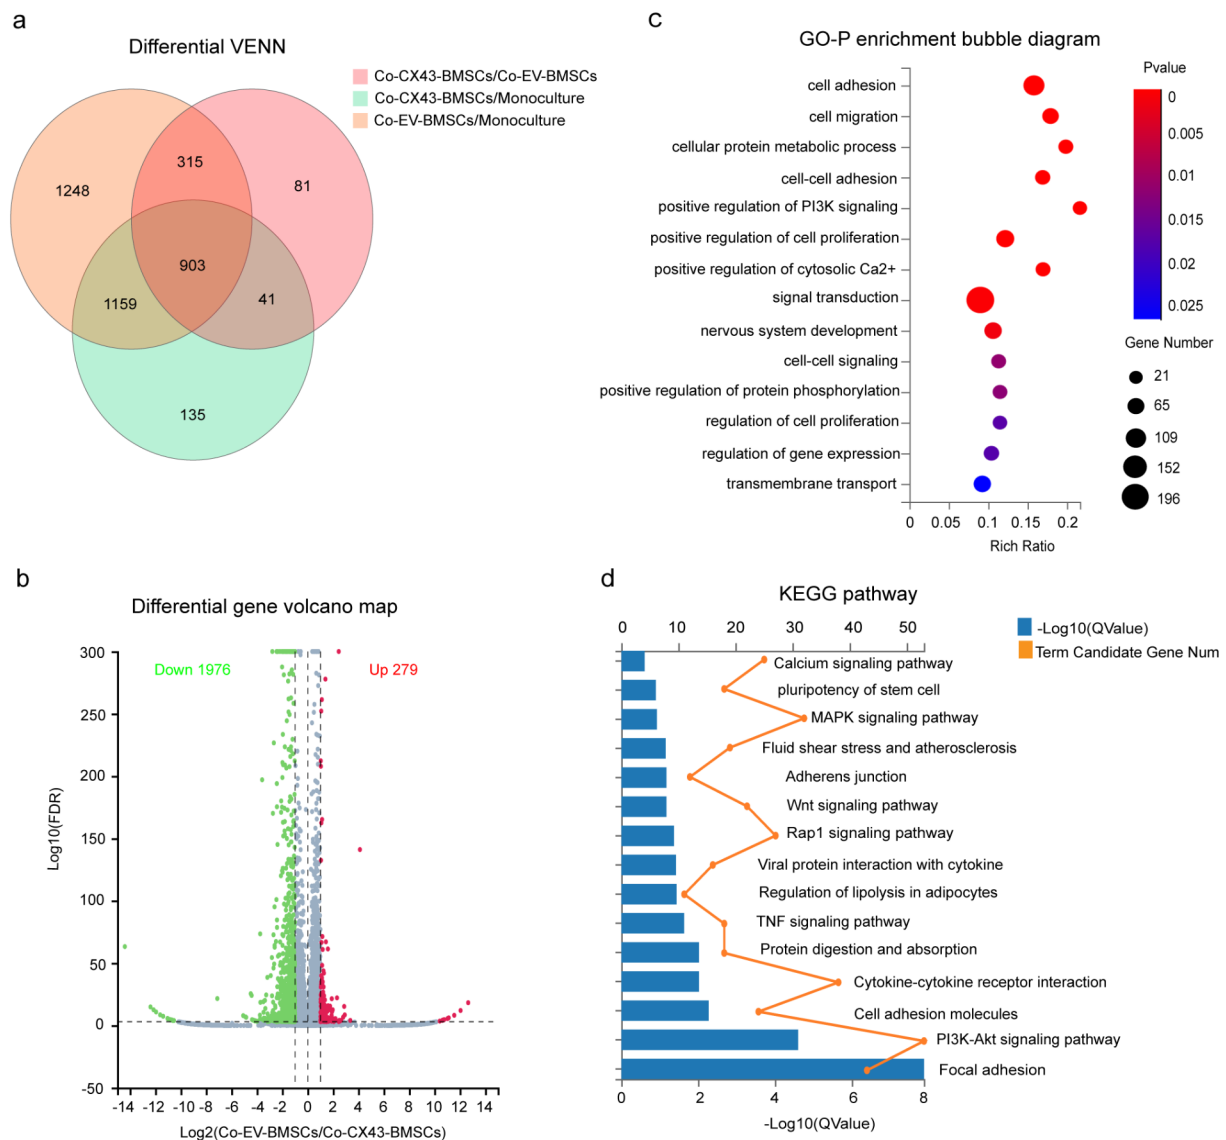 a
Differential VENN
Co-CX43-BMSCs/Co-EV-BMSCs
Co-CX43-BMSCs/Monoculture
Co-EV-BMSCs/Monoculture
315
1248
81
903
1159
41
135
c
GO-P enrichment bubble diagram
cell adhesion
cell migration
cellular protein metabolic process
cell-cell adhesion
positive regulation of PI3K signaling
positive regulation of cell proliferation
positive regulation of cytosolic Ca2+
signal transduction
nervous system development
cell-cell signaling
positive regulation of protein phosphorylation
regulation of cell proliferation
regulation of gene expression
transmembrane transport
0 0.05 0.1 0.15 0.2
Rich Ratio
Pvalue
0
0.005
0.01
0.015
0.02
0.025
Gene Number
21
65
109
152
196
b
Differential gene volcano map
Down 1976
Up 279
300
250
200
150
100
50
0
-50
Log10(FDR)
-14 -12 -10 -8 -6 -4 -2 0 2 4 6 8 10 12 14
Log2(Co-EV-BMSCs/Co-CX43-BMSCs)
d
KEGG pathway
-Log10(QValue)
Term Candidate Gene Num
0 10 20 30 40 50
Calcium signaling pathway
pluripotency of stem cell
MAPK signaling pathway
Fluid shear stress and atherosclerosis
Adherens junction
Wnt signaling pathway
Rap1 signaling pathway
Viral protein interaction with cytokine
Regulation of lipolysis in adipocytes
TNF signaling pathway
Protein digestion and absorption
Cytokine-cytokine receptor interaction
Cell adhesion molecules
PI3K-Akt signaling pathway
Focal adhesion
0 2 4 6 8
-Log10(QValue)